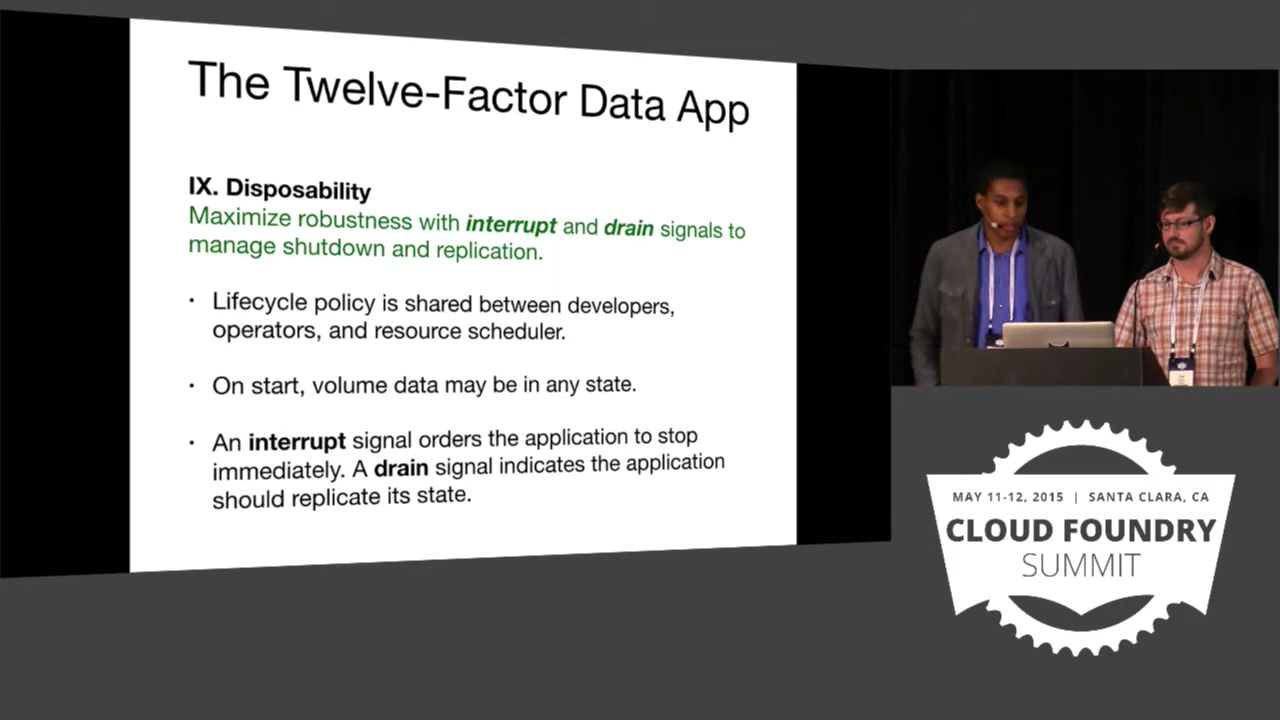 The Twelve-Factor Data App
IX. Disposability
Maximize robustness with interrupt and drain signals to
manage shutdown and replication.
• Lifecycle policy is shared between developers,
operators, and resource scheduler.
• On start, volume data may be in any state.
• An interrupt signal orders the application to stop
immediately. A drain signal indicates the application
should replicate its state.
MAY 11-12, 2015 | SANTA CLARA, CA
CLOUD FOUNDRY
SUMMIT